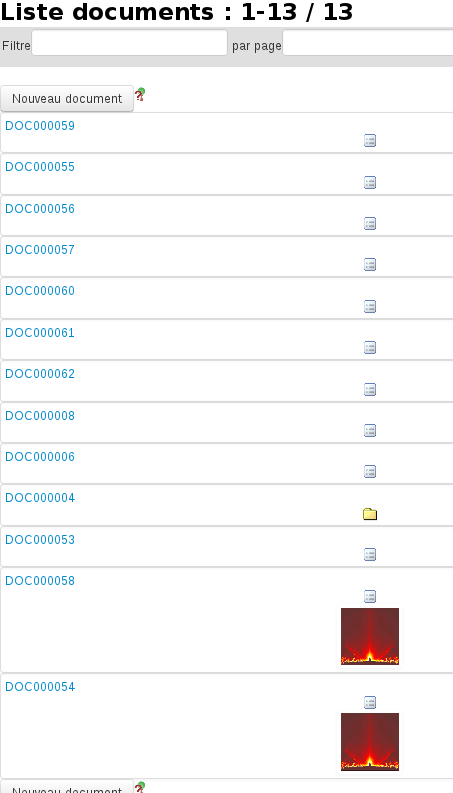 Liste documents : 1-13 / 13
Filtre par page
Nouveau document
DOC000059
DOC000055
DOC000056
DOC000057
DOC000060
DOC000061
DOC000062
DOC000008
DOC000006
DOC000004
DOC000053
DOC000058
DOC000054
Nouveau document